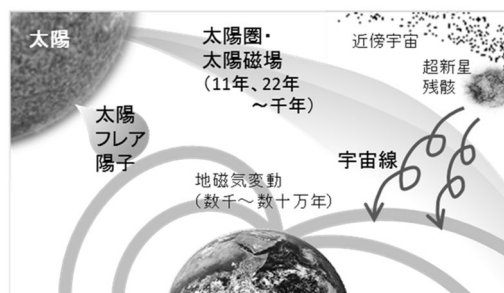 太陽
太陽圏・
太陽磁場
(11年、22年
～千年)
近傍宇宙
超新星
残骸
太陽
フレア
陽子
宇宙線
地磁気変動
(数千～数十万年)